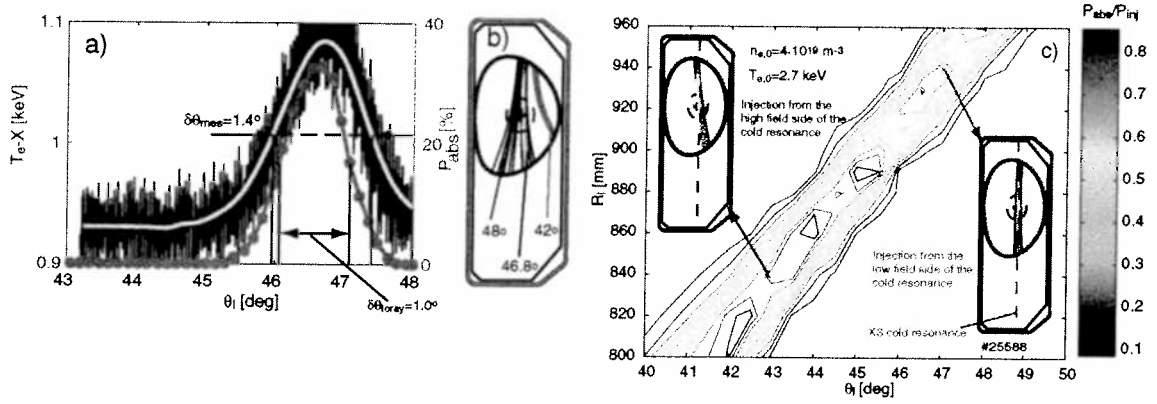 a)
1.1
1
0.9
T_e-X [keV]
δθ_mes=1.4°
40
20
0
P_abs [%]
43 44 45 46 47 48
θ_l [deg]
δθ_toray=1.0°
b)
48°
42°
46.8°
c)
960
940
920
900
880
860
840
820
800
R_l [mm]
n_e,0=4.10¹⁹ m-3
T_e,0=2.7 keV
Injection from the
high field side of the
cold resonance
Injection from the
low field side of the
cold resonance
X3 cold resonance
#25588
40 41 42 43 44 45 46 47 48 49 50
θ_l [deg]
P_abs/P_inj
0.8
0.7
0.6
0.5
0.4
0.3
0.2
0.1